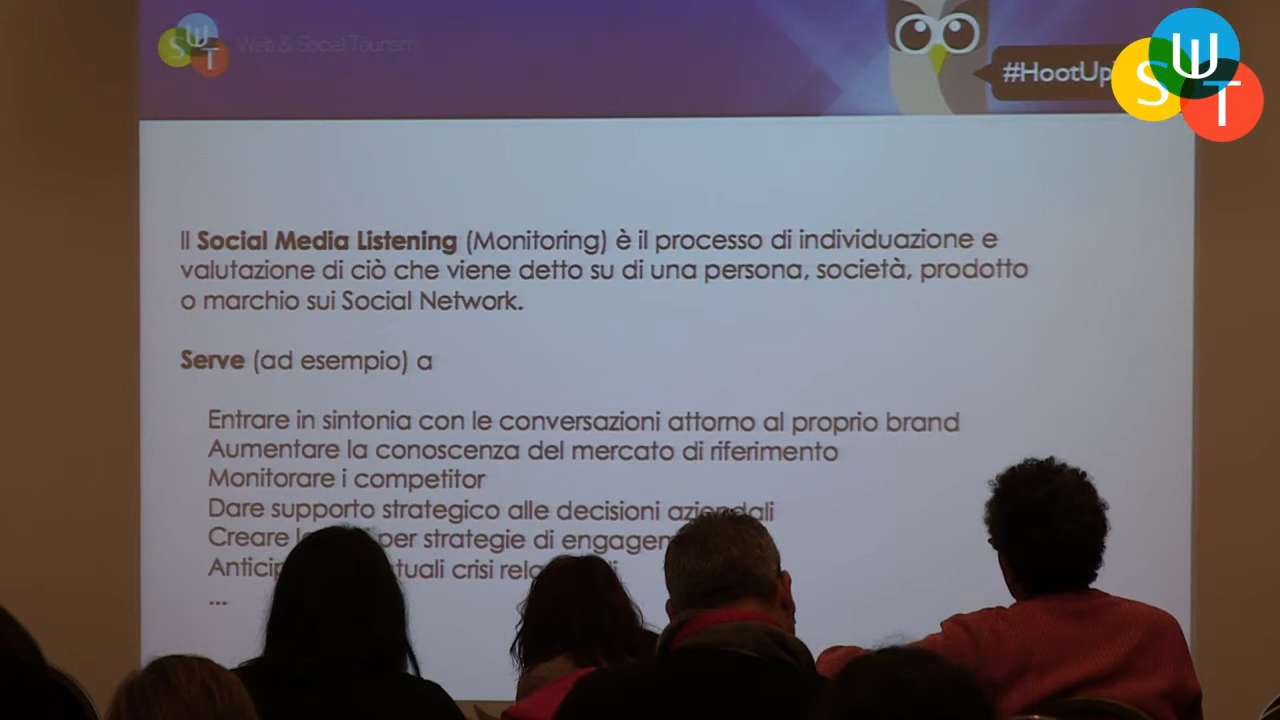 SWT Web & Social Tourism
#HootUp
SWT
Il Social Media Listening (Monitoring) è il processo di individuazione e
valutazione di ciò che viene detto su di una persona, società, prodotto
o marchio sui Social Network.
Serve (ad esempio) a
Entrare in sintonia con le conversazioni attorno al proprio brand
Aumentare la conoscenza del mercato di riferimento
Monitorare i competitor
Dare supporto strategico alle decisioni aziendali
Creare per strategie di
crisi
...